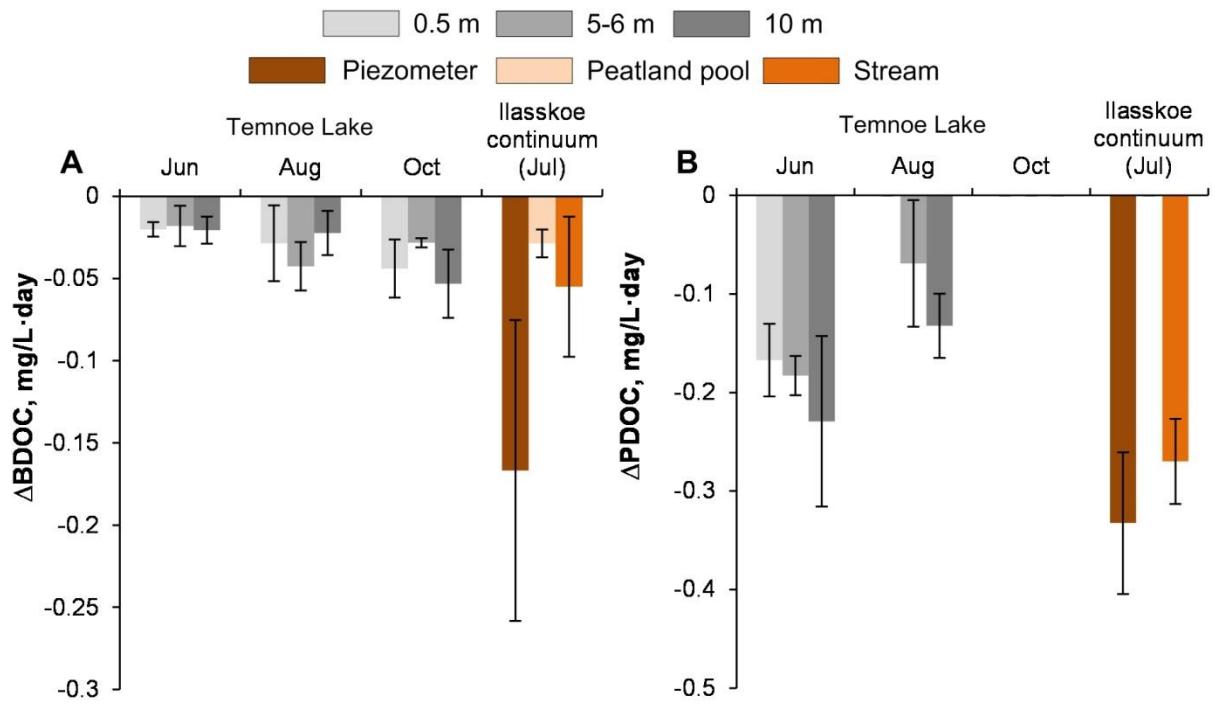 0.5 m 5-6 m 10 m
Piezometer Peatland pool Stream
A
Temnoe Lake
Ilasskoe
continuum
(Jul)
Jun Aug Oct
0
-0.05
-0.1
-0.15
-0.2
-0.25
-0.3
ΔBDOC, mg/L·day
B
Temnoe Lake
Ilasskoe
continuum
(Jul)
Jun Aug Oct
0
-0.1
-0.2
-0.3
-0.4
-0.5
ΔPDOC, mg/L·day